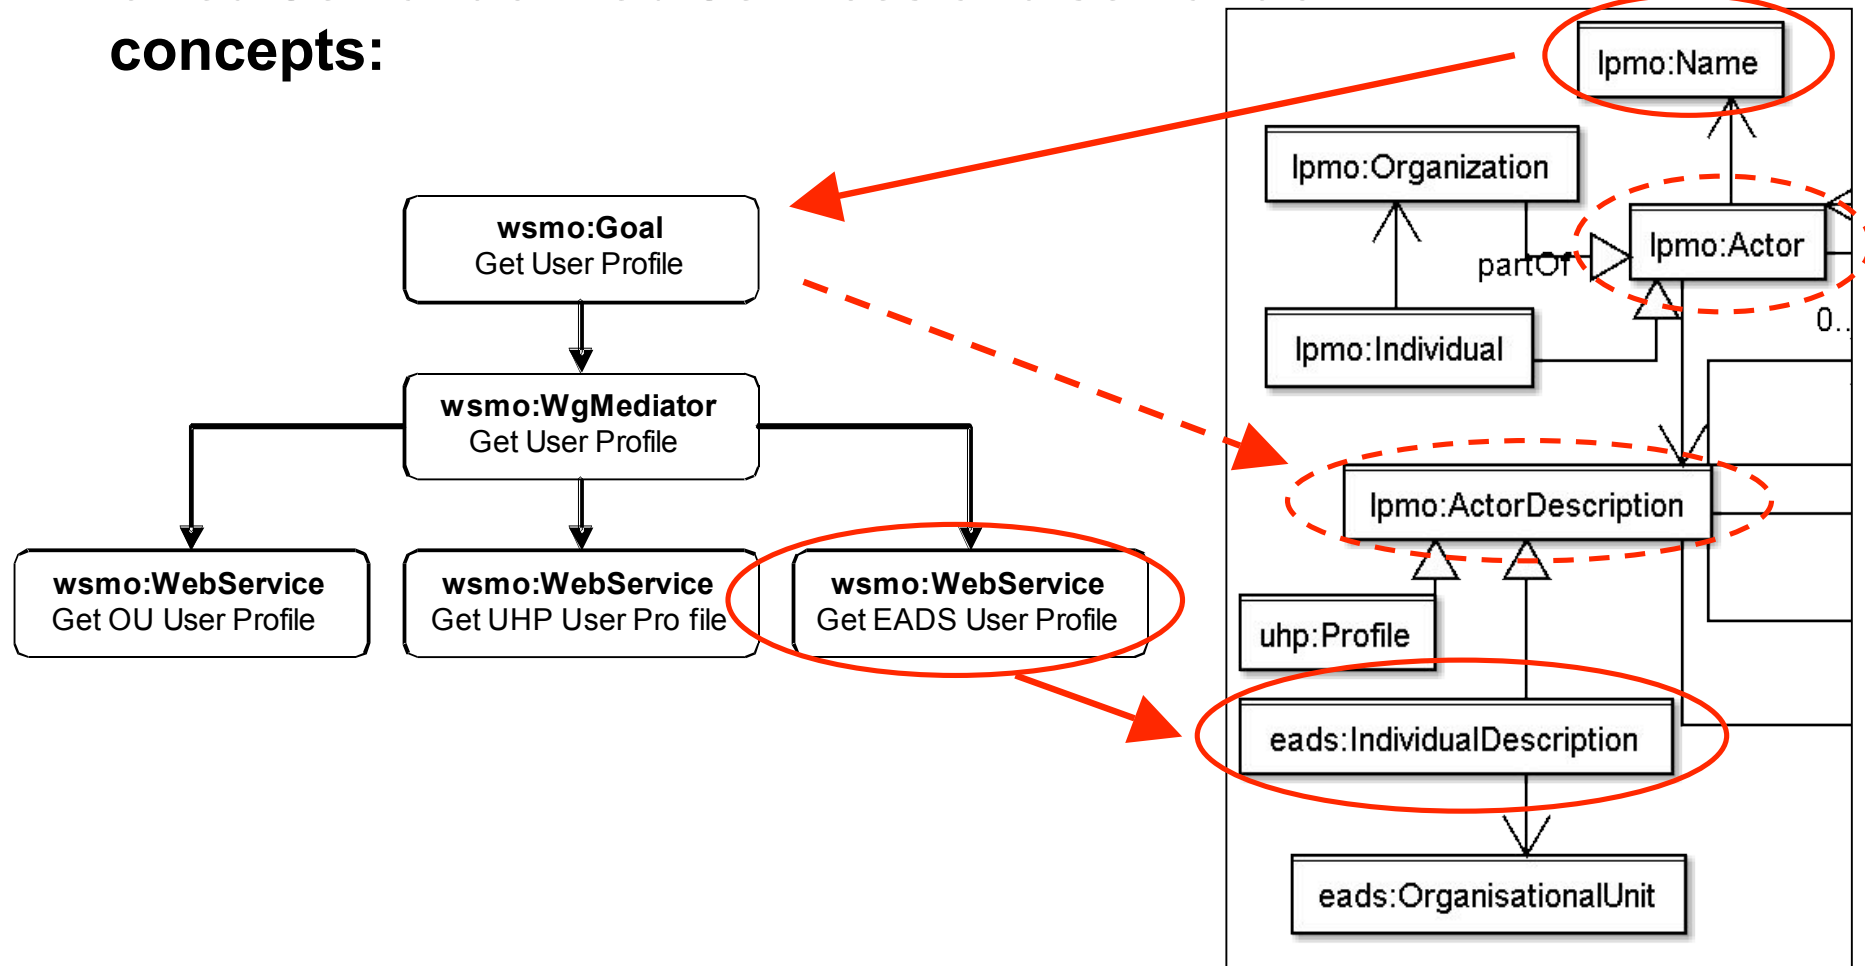 concepts:
wsmo:Goal
Get User Profile
wsmo:WgMediator
Get User Profile
wsmo:WebService
Get OU User Profile
wsmo:WebService
Get UHP User Pro file
wsmo:WebService
Get EADS User Profile
lpmo:Name
lpmo:Organization
lpmo:Actor
partOf
0..
lpmo:Individual
lpmo:ActorDescription
uhp:Profile
eads:IndividualDescription
eads:OrganisationalUnit